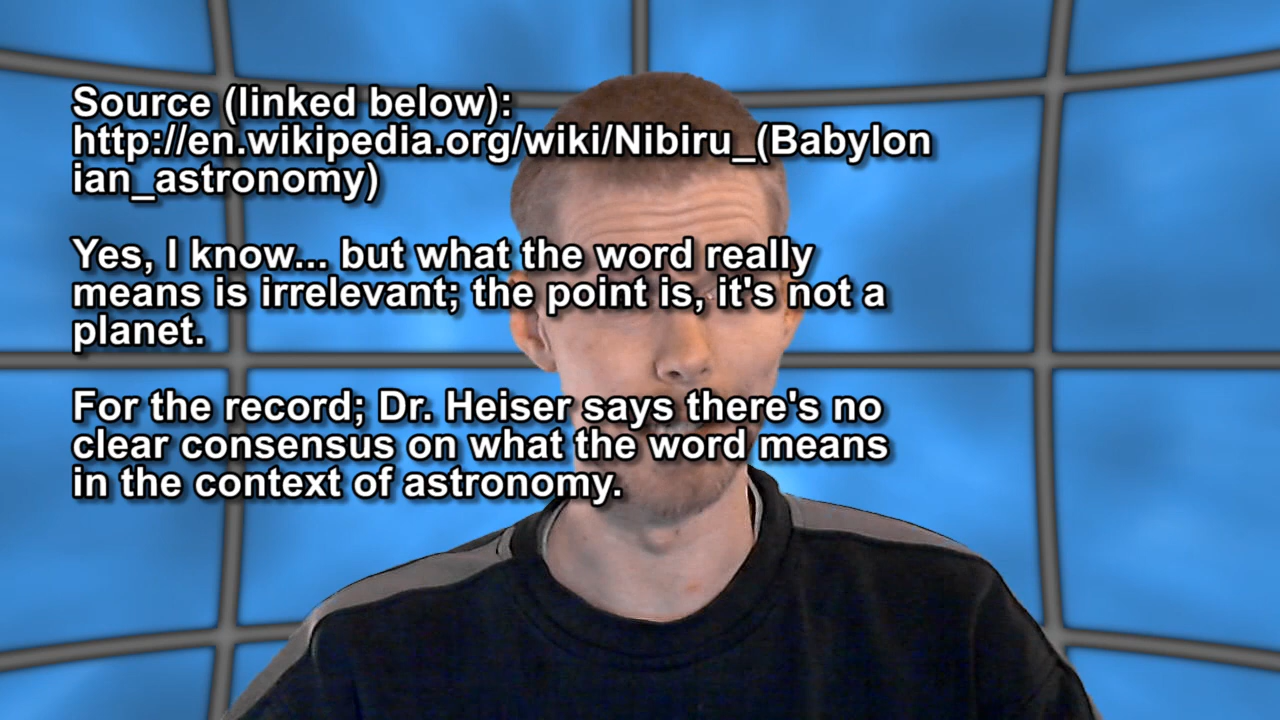 Source (linked below):
http://en.wikipedia.org/wiki/Nibiru_(Babylon
ian_astronomy)
Yes, I know... but what the word really
means is irrelevant; the point is, it's not a
planet.
For the record; Dr. Heiser says there's no
clear consensus on what the word means
in the context of astronomy.